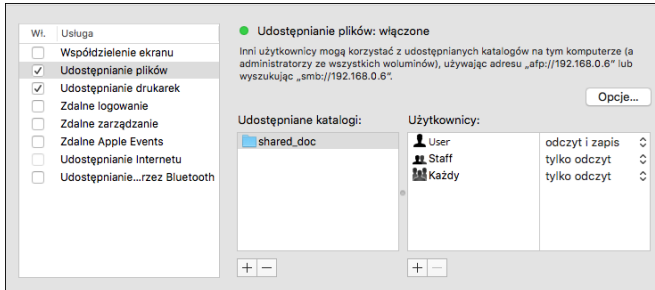 Wł. Usługa
Współdzielenie ekranu
Udostępnianie plików
Udostępnianie drukarek
Zdalne logowanie
Zdalne zarządzanie
Zdalne Apple Events
Udostępnianie Internetu
Udostępnianie...rzez Bluetooth
Udostępnianie plików: włączone
Inni użytkownicy mogą korzystać z udostępnianych katalogów na tym komputerze (a
administratorzy ze wszystkich woluminów), używając adresu „afp://192.168.0.6” lub
wyszukując „smb://192.168.0.6”.
Opcje...
Udostępniane katalogi:
shared_doc
Użytkownicy:
User odczyt i zapis
Staff tylko odczyt
Każdy tylko odczyt